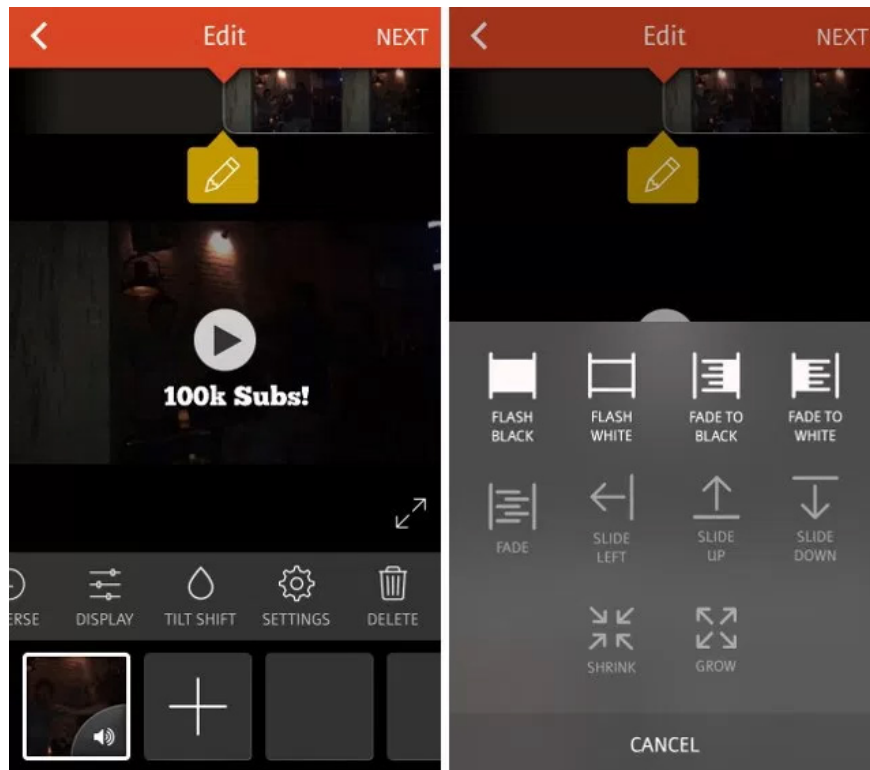 Edit
NEXT
100k Subs!
ERSE
DISPLAY
TILT SHIFT
SETTINGS
DELETE
Edit
NEXT
FLASH
BLACK
FLASH
WHITE
FADE TO
BLACK
FADE TO
WHITE
FADE
SLIDE
LEFT
SLIDE
UP
SLIDE
DOWN
SHRINK
GROW
CANCEL